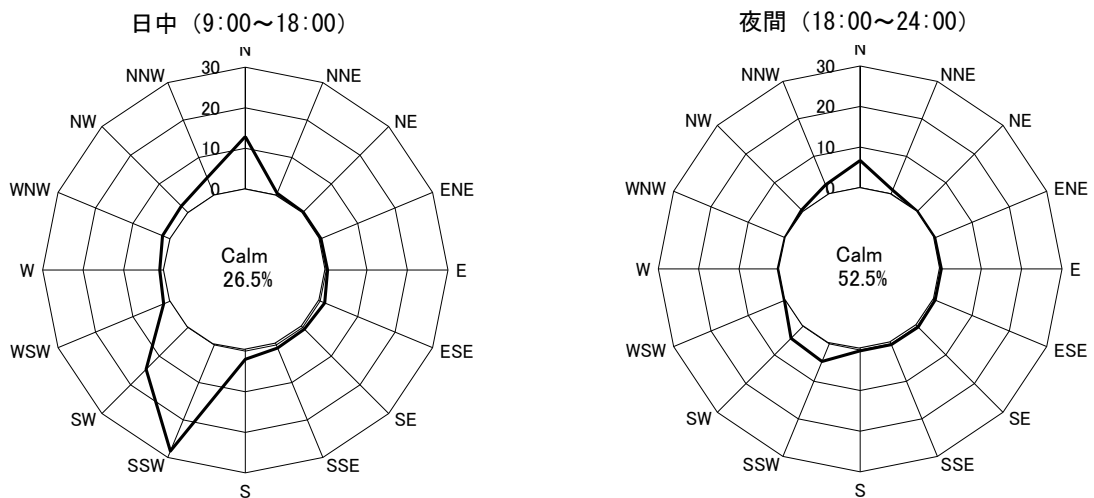 日中 (9:00～18:00)
N
NNE
NE
ENE
E
ESE
SE
SSE
S
SSW
SW
WSW
W
WNW
NW
NNW
30
20
10
0
Calm
26.5%
夜間 (18:00～24:00)
N
NNE
NE
ENE
E
ESE
SE
SSE
S
SSW
SW
WSW
W
WNW
NW
NNW
30
20
10
0
Calm
52.5%